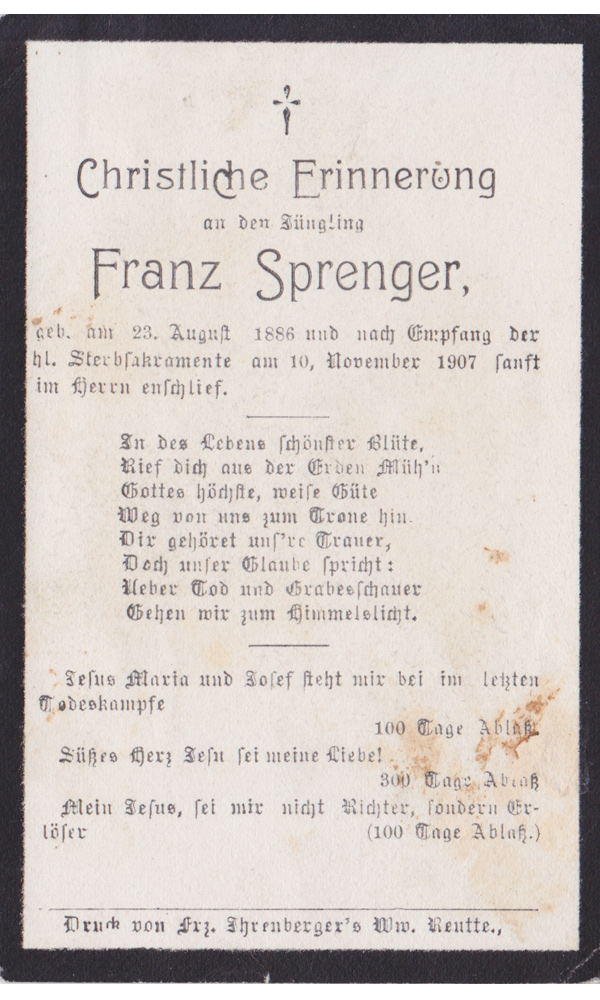 Christliche Erinnerung
an den Jüngling
Franz Sprenger,
geb. am 23. August 1886 und nach Empfang der
hl. Sterbsakramente am 10, November 1907 sanft
im Herrn enschlief.
In des Lebens schönster Blüte,
Rief dich aus der Erden Müh'n
Gottes höchste, weise Güte
Weg von uns zum Trone hin.
Dir gehöret uns're Trauer,
Doch unser Glaube spricht:
Ueber Tod und Grabesschauer
Gehen wir zum Himmelslicht.
Jesus Maria und Josef steht mir bei im letzten
Todeskampfe
100 Tage Ablaß.
Süßes Herz Jesu sei meine Liebe!
300 Tage Ablaß
Mein Jesus, sei mir nicht Richter, sondern Er-
löser (100 Tage Ablaß.)
Druck von Frz. Ihrenberger's Ww. Reutte.,